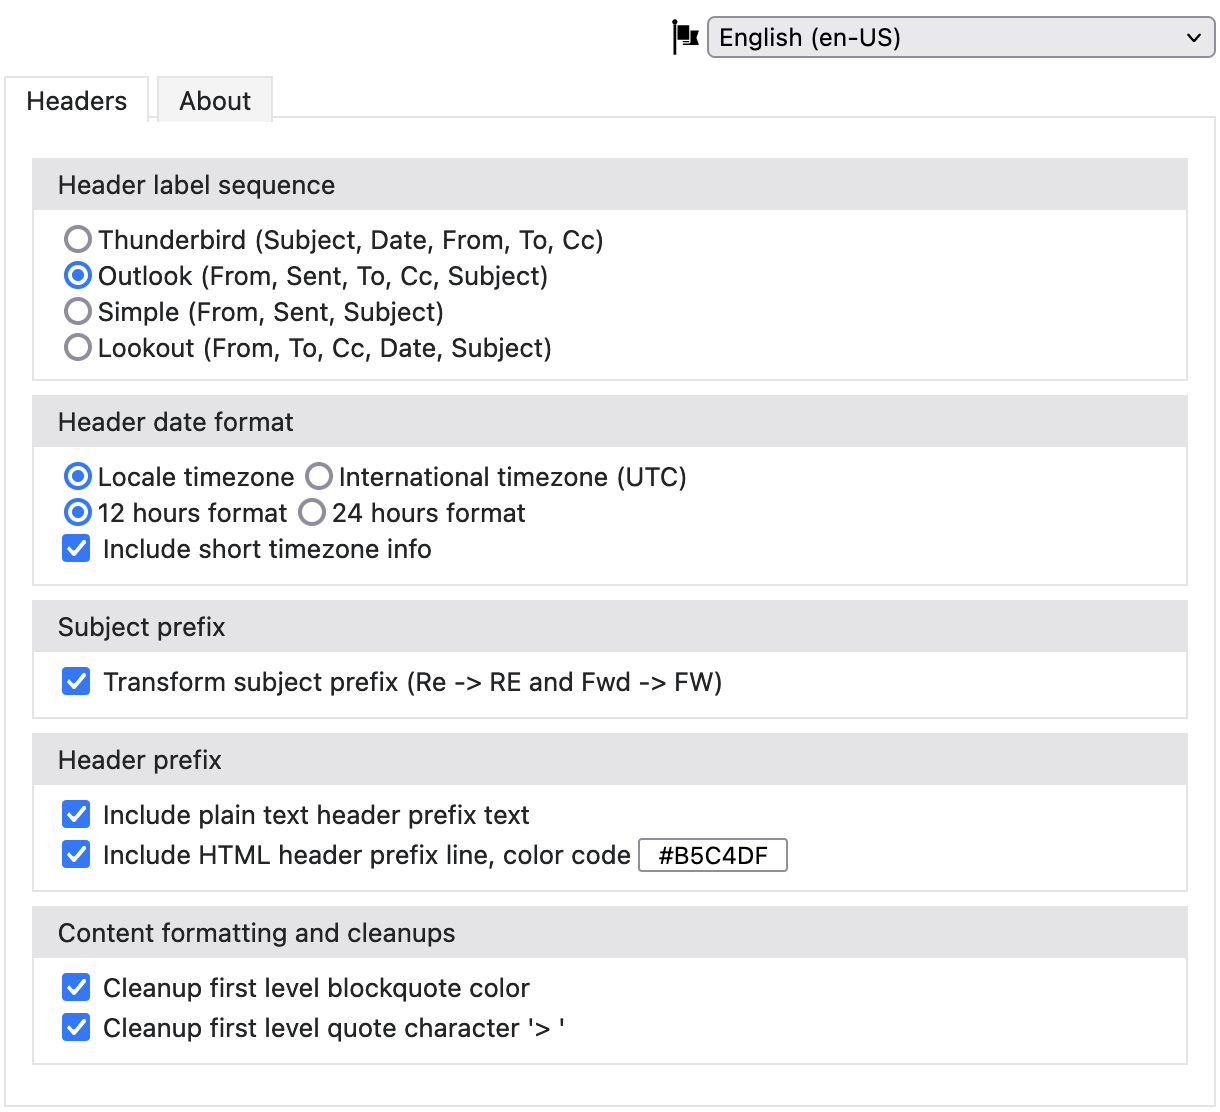 English (en-US)
Headers About
Header label sequence
Thunderbird (Subject, Date, From, To, Cc)
Outlook (From, Sent, To, Cc, Subject)
Simple (From, Sent, Subject)
Lookout (From, To, Cc, Date, Subject)
Header date format
Locale timezone International timezone (UTC)
12 hours format 24 hours format
Include short timezone info
Subject prefix
Transform subject prefix (Re -> RE and Fwd -> FW)
Header prefix
Include plain text header prefix text
Include HTML header prefix line, color code #B5C4DF
Content formatting and cleanups
Cleanup first level blockquote color
Cleanup first level quote character '> '